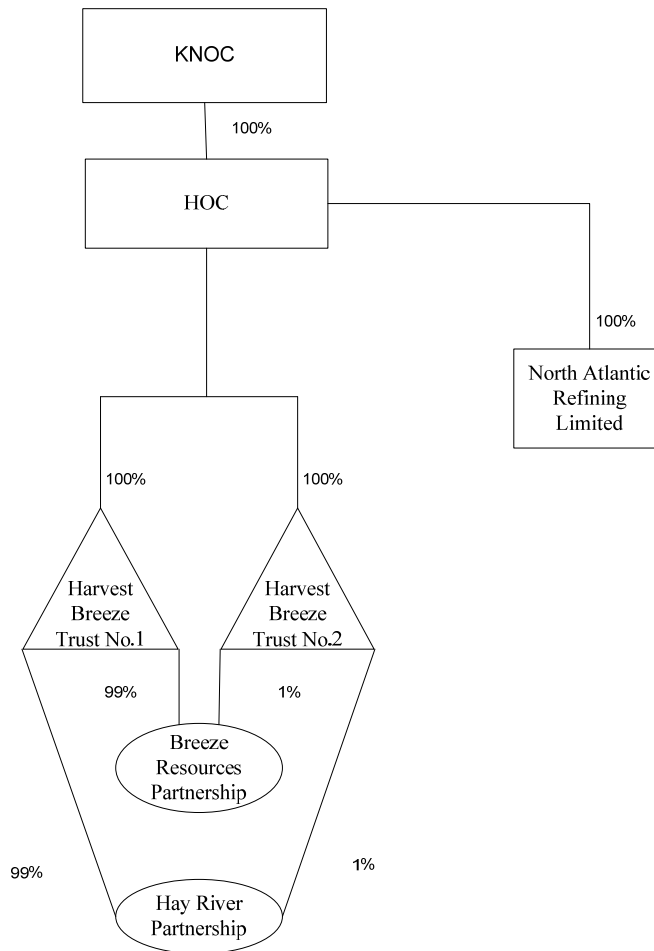 KNOC
100%
HOC
100%
North Atlantic
Refining
Limited
100%
100%
Harvest
Breeze
Trust No.1
Harvest
Breeze
Trust No.2
99%
1%
Breeze
Resources
Partnership
99%
1%
Hay River
Partnership